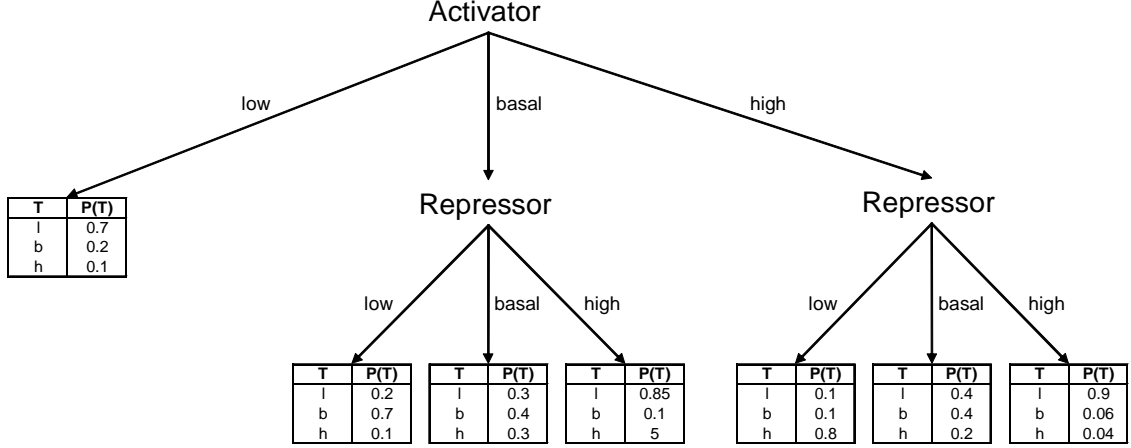 Activator
low basal high
Repressor Repressor
T P(T)
l 0.7
b 0.2
h 0.1
low basal high low basal high
T P(T) T P(T) T P(T) T P(T) T P(T) T P(T)
l 0.2 l 0.3 l 0.85 l 0.1 l 0.4 l 0.9
b 0.7 b 0.4 b 0.1 b 0.1 b 0.4 b 0.06
h 0.1 h 0.3 h 5 h 0.8 h 0.2 h 0.04